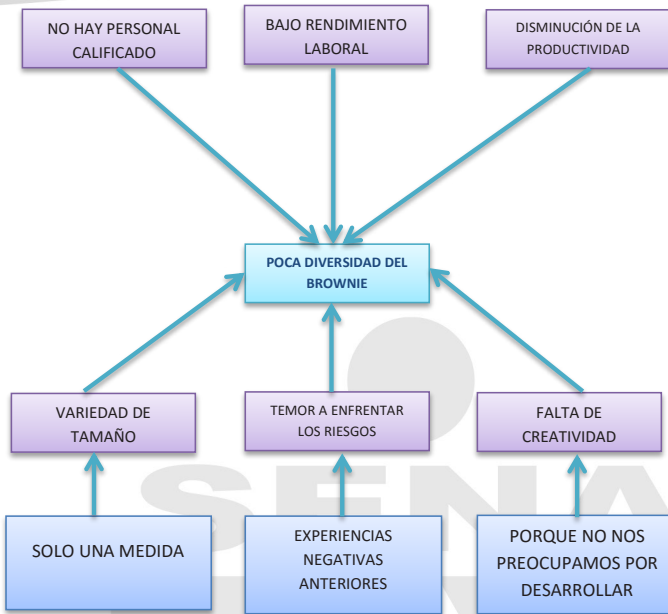 NO HAY PERSONAL
CALIFICADO
BAJO RENDIMIENTO
LABORAL
DISMINUCIÓN DE LA
PRODUCTIVIDAD
POCA DIVERSIDAD DEL
BROWNIE
VARIEDAD DE
TAMAÑO
TEMOR A ENFRENTAR
LOS RIESGOS
FALTA DE
CREATIVIDAD
SENA
SOLO UNA MEDIDA
EXPERIENCIAS
NEGATIVAS
ANTERIORES
PORQUE NO NOS
PREOCUPAMOS POR
DESARROLLAR